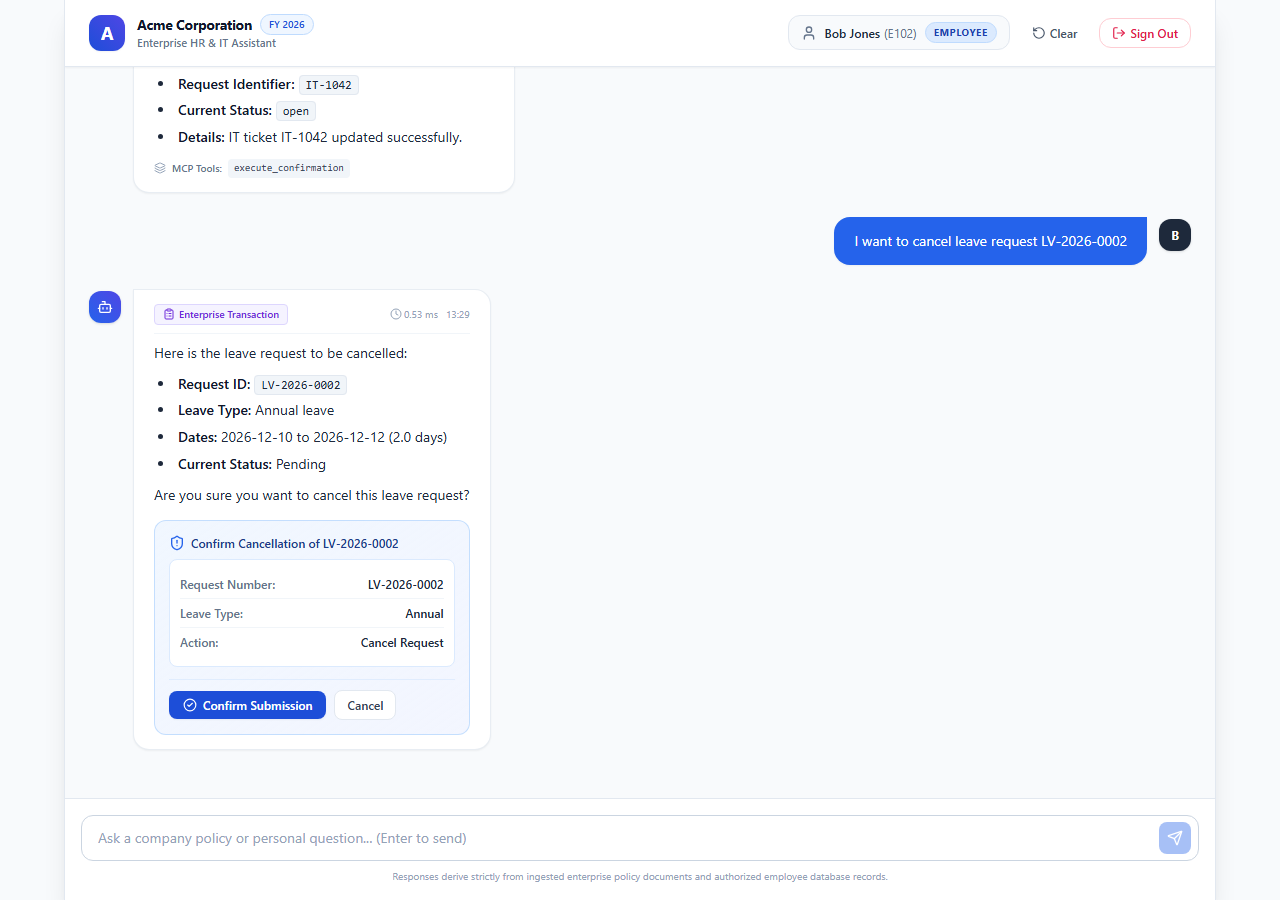 A
Acme Corporation FY 2026
Enterprise HR & IT Assistant
Bob Jones (E102) EMPLOYEE
Clear
Sign Out
• Request Identifier: IT-1042
• Current Status: open
• Details: IT ticket IT-1042 updated successfully.
MCP Tools: execute_confirmation
I want to cancel leave request LV-2026-0002
B
Enterprise Transaction 0.53 ms 13:29
Here is the leave request to be cancelled:
• Request ID: LV-2026-0002
• Leave Type: Annual leave
• Dates: 2026-12-10 to 2026-12-12 (2.0 days)
• Current Status: Pending
Are you sure you want to cancel this leave request?
Confirm Cancellation of LV-2026-0002
Request Number: LV-2026-0002
Leave Type: Annual
Action: Cancel Request
Confirm Submission Cancel
Ask a company policy or personal question... (Enter to send)
Responses derive strictly from ingested enterprise policy documents and authorized employee database records.